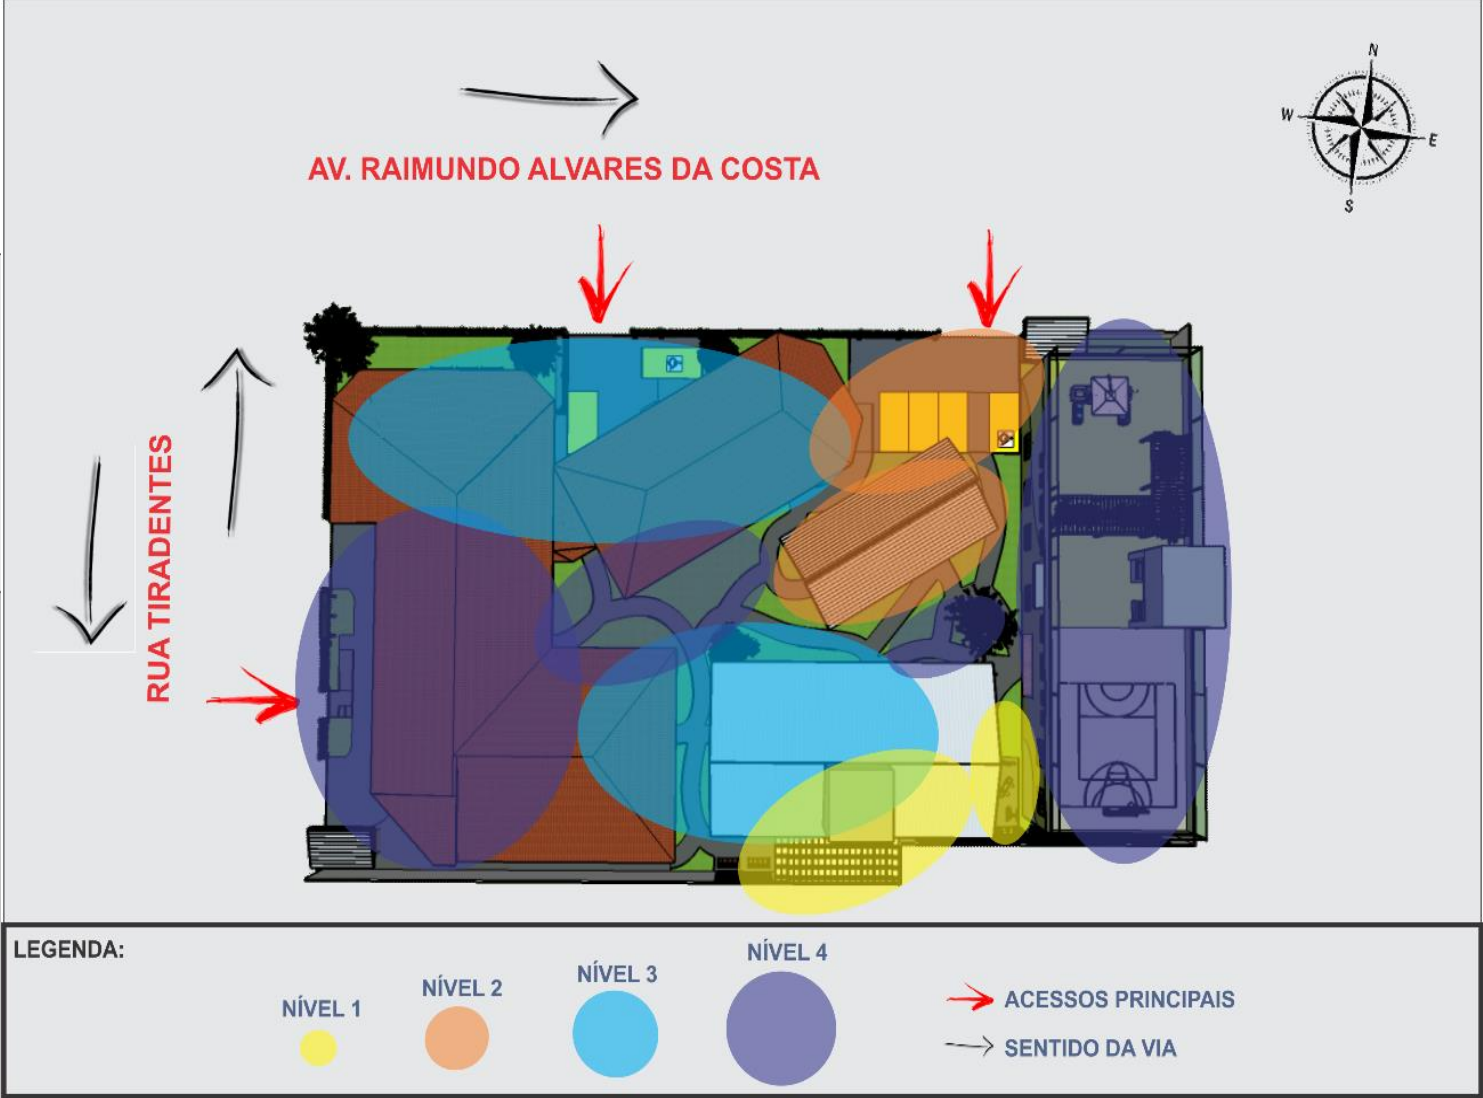 N
W
E
S
AV. RAIMUNDO ALVARES DA COSTA
RUA TIRADENTES
LEGENDA:
NÍVEL 1
NÍVEL 2
NÍVEL 3
NÍVEL 4
ACESSOS PRINCIPAIS
SENTIDO DA VIA